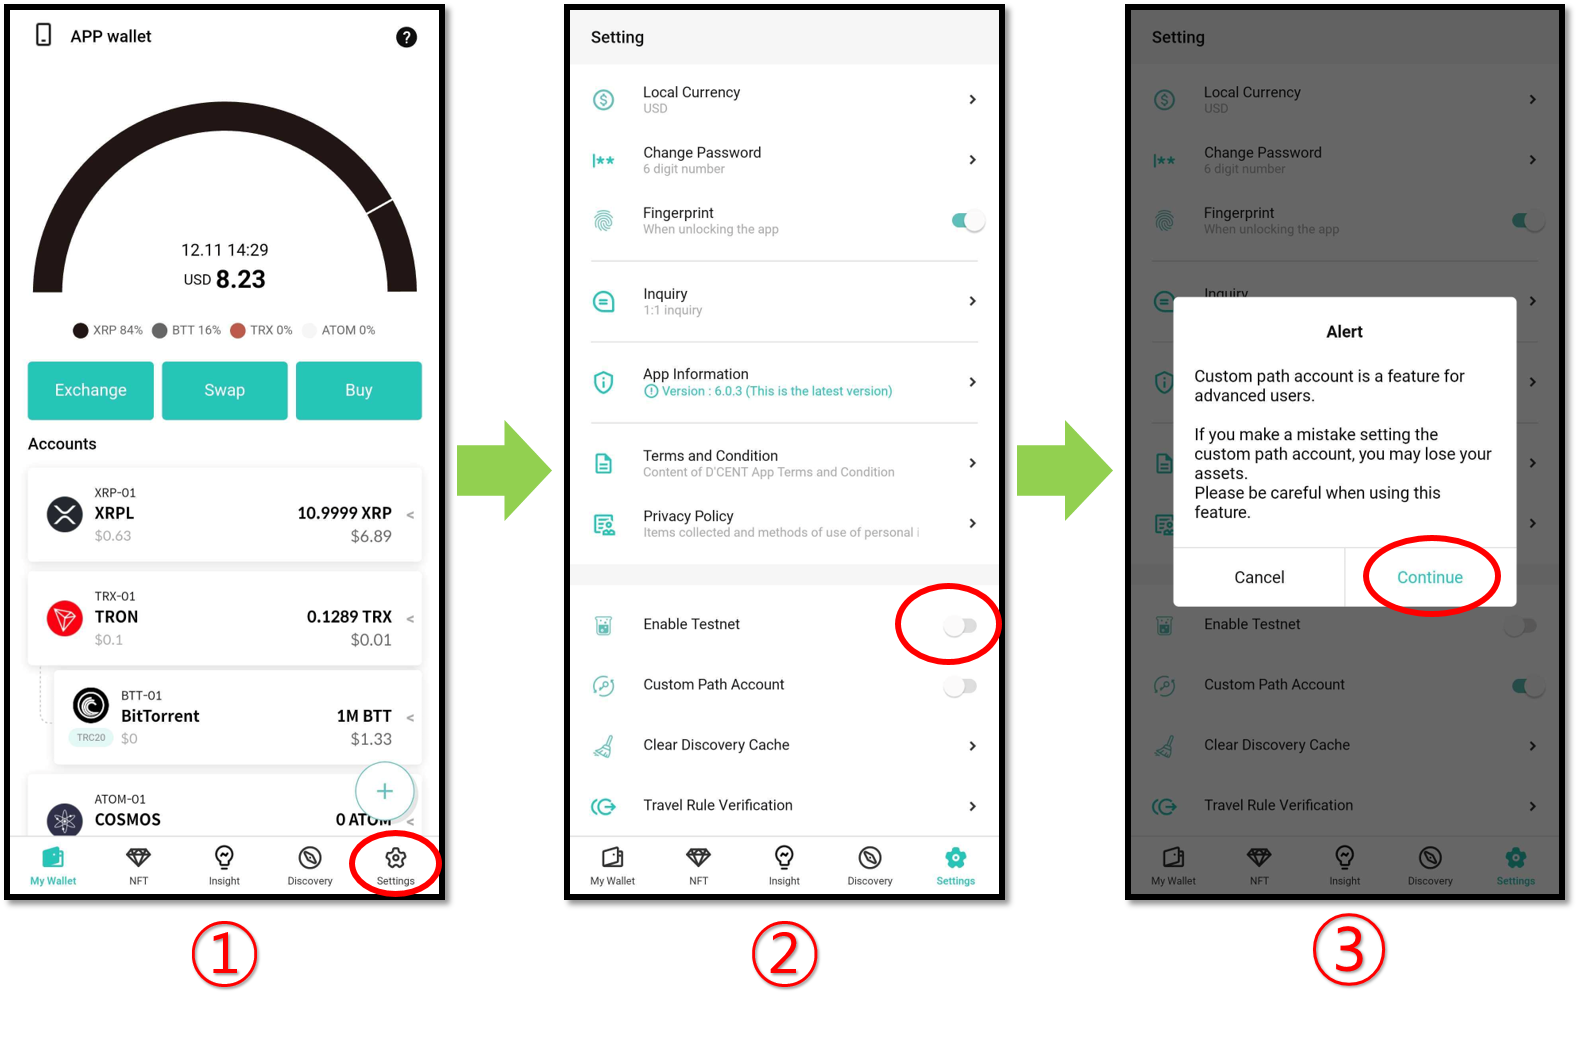 APP wallet
?
12.11 14:29
USD 8.23
XRP 84% BTT 16% TRX 0% ATOM 0%
Exchange Swap Buy
Accounts
XRP-01
XRPL 10.9999 XRP <
$0.63 $6.89
TRX-01
TRON 0.1289 TRX <
$0.1 $0.01
BTT-01
BitTorrent 1M BTT <
TRC20 $0 $1.33
+
ATOM-01
COSMOS 0 ATOM <
My Wallet NFT Insight Discovery Settings
①
Setting
Local Currency
USD
Change Password
6 digit number
Fingerprint
When unlocking the app
Inquiry
1:1 inquiry
App Information
Version : 6.0.3 (This is the latest version)
Terms and Condition
Content of D'CENT App Terms and Condition
Privacy Policy
Items collected and methods of use of personal i
Enable Testnet
Custom Path Account
Clear Discovery Cache
Travel Rule Verification
My Wallet NFT Insight Discovery Settings
②
Setting
Local Currency
USD
Change Password
6 digit number
Fingerprint
When unlocking the app
Inquiry
Alert
Custom path account is a feature for
advanced users.
If you make a mistake setting the
custom path account, you may lose your
assets.
Please be careful when using this
feature.
Cancel Continue
Enable Testnet
Custom Path Account
Clear Discovery Cache
Travel Rule Verification
My Wallet NFT Insight Discovery Settings
③